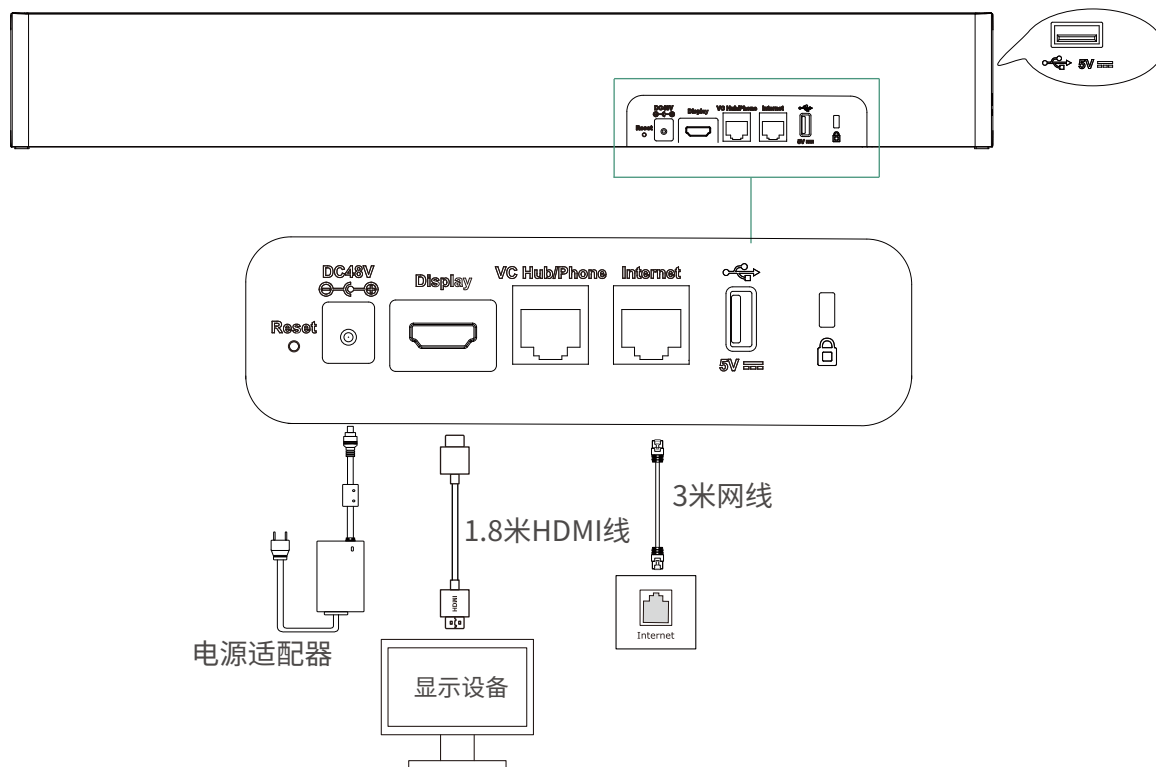 5V
Reset
DC48V
Display
VC Hub/Phone
Internet
5V
DC48V
Display
VC Hub/Phone
Internet
Reset
5V
3米网线
1.8米HDMI线
HDMI
Internet
电源适配器
显示设备